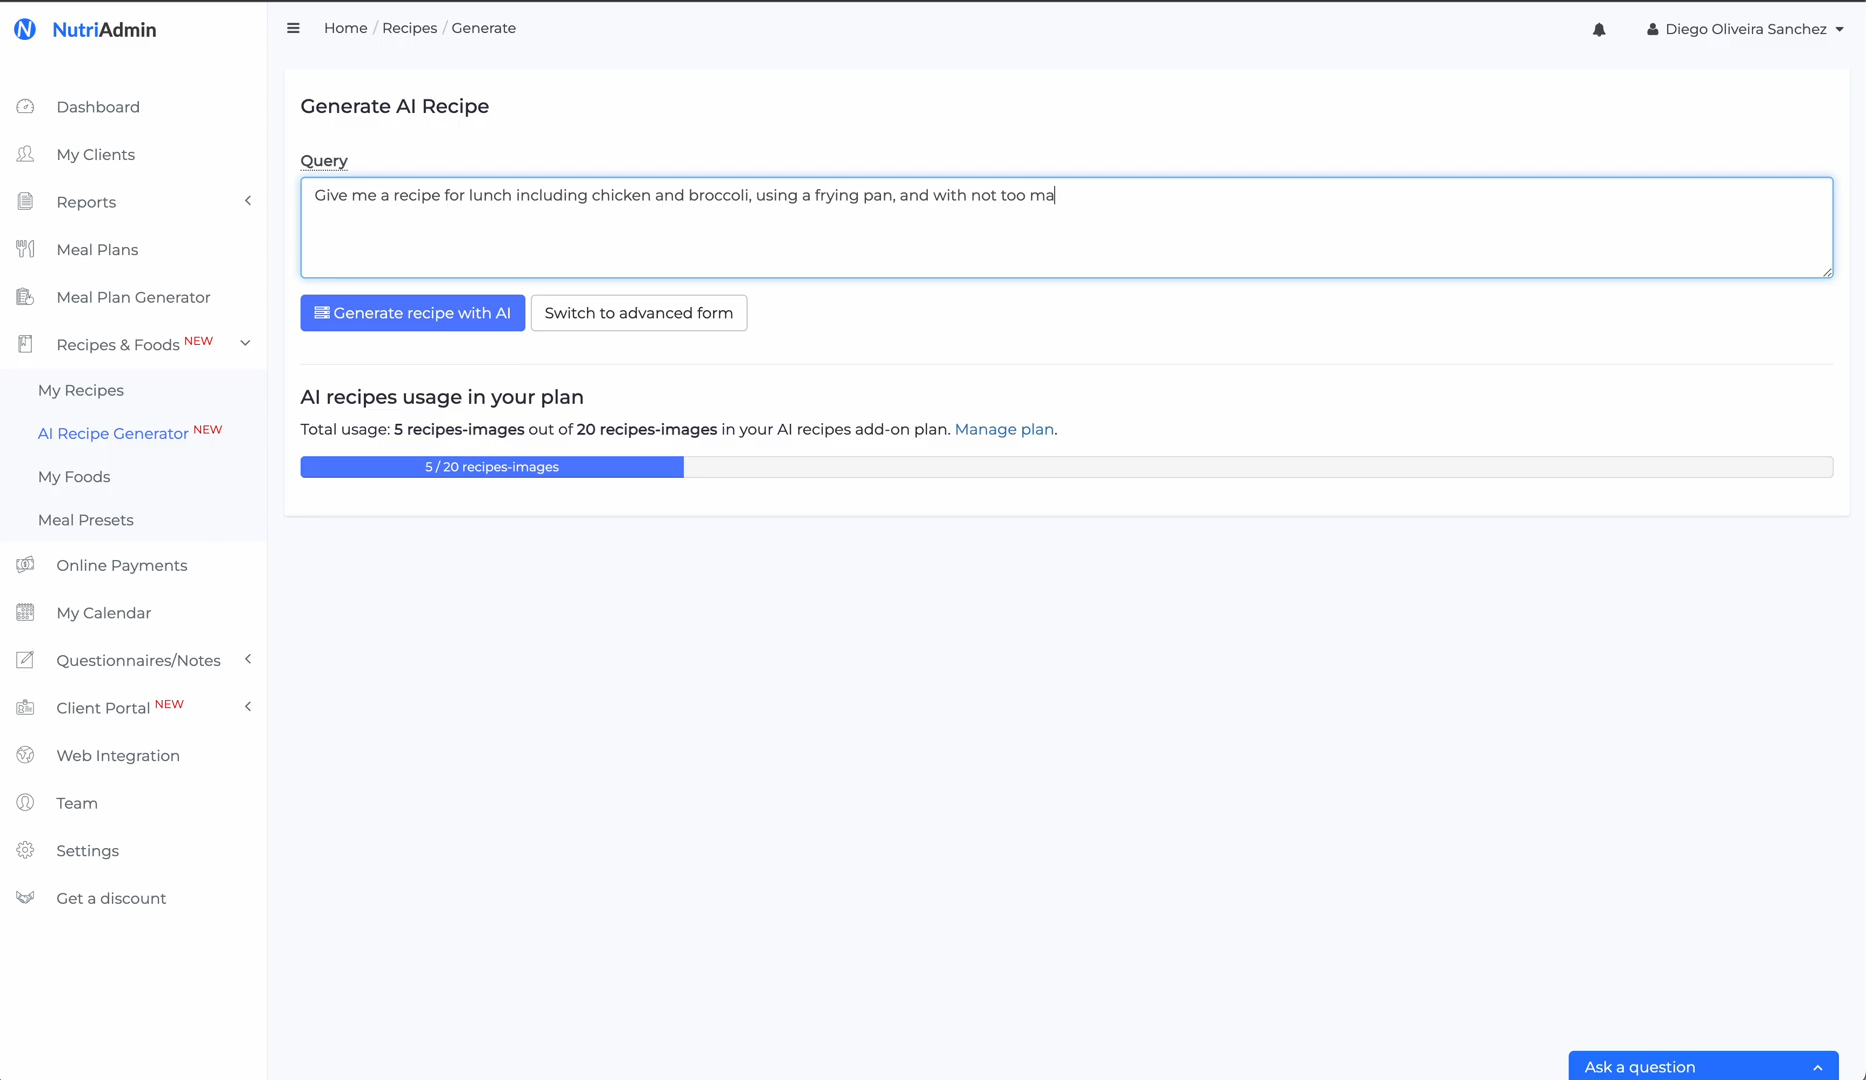 NutriAdmin
Home / Recipes / Generate
Diego Oliveira Sanchez
Dashboard
My Clients
Reports
Meal Plans
Meal Plan Generator
Recipes & Foods NEW
My Recipes
AI Recipe Generator NEW
My Foods
Meal Presets
Online Payments
My Calendar
Questionnaires/Notes
Client Portal NEW
Web Integration
Team
Settings
Get a discount
Generate AI Recipe
Query
Give me a recipe for lunch including chicken and broccoli, using a frying pan, and with not too ma
Generate recipe with AI
Switch to advanced form
AI recipes usage in your plan
Total usage: 5 recipes-images out of 20 recipes-images in your AI recipes add-on plan. Manage plan.
5 / 20 recipes-images
Ask a question